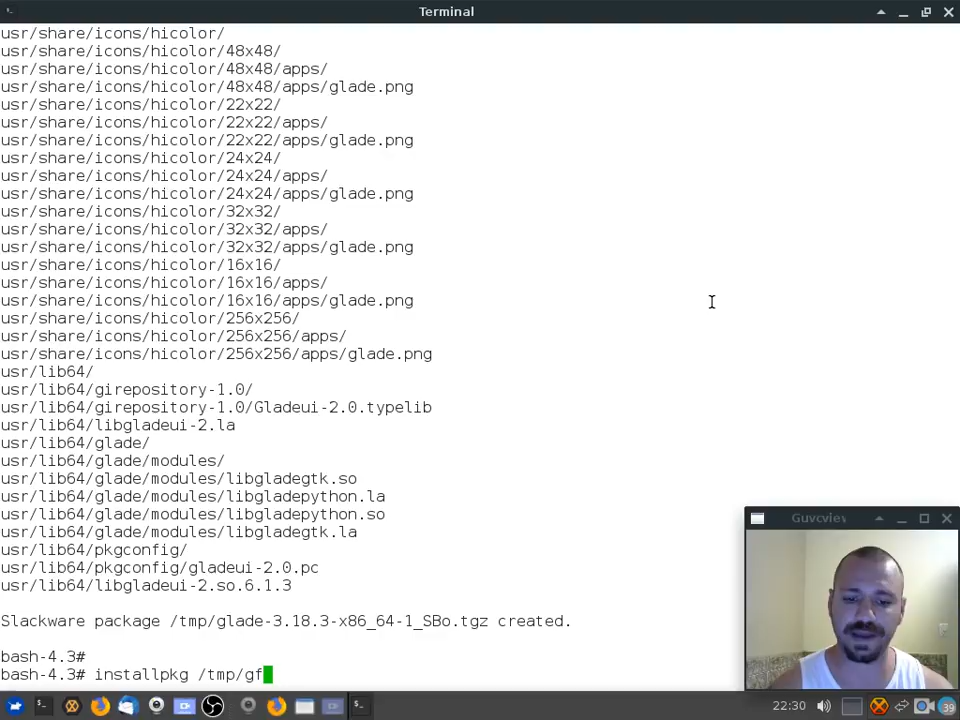 Terminal
usr/share/icons/hicolor/
usr/share/icons/hicolor/48x48/
usr/share/icons/hicolor/48x48/apps/
usr/share/icons/hicolor/48x48/apps/glade.png
usr/share/icons/hicolor/22x22/
usr/share/icons/hicolor/22x22/apps/
usr/share/icons/hicolor/22x22/apps/glade.png
usr/share/icons/hicolor/24x24/
usr/share/icons/hicolor/24x24/apps/
usr/share/icons/hicolor/24x24/apps/glade.png
usr/share/icons/hicolor/32x32/
usr/share/icons/hicolor/32x32/apps/
usr/share/icons/hicolor/32x32/apps/glade.png
usr/share/icons/hicolor/16x16/
usr/share/icons/hicolor/16x16/apps/
usr/share/icons/hicolor/16x16/apps/glade.png
usr/share/icons/hicolor/256x256/
usr/share/icons/hicolor/256x256/apps/
usr/share/icons/hicolor/256x256/apps/glade.png
usr/lib64/
usr/lib64/girepository-1.0/
usr/lib64/girepository-1.0/Gladeui-2.0.typelib
usr/lib64/libgladeui-2.la
usr/lib64/glade/
usr/lib64/glade/modules/
usr/lib64/glade/modules/libgladegtk.so
usr/lib64/glade/modules/libgladepython.la
usr/lib64/glade/modules/libgladepython.so
usr/lib64/glade/modules/libgladegtk.la
usr/lib64/pkgconfig/
usr/lib64/pkgconfig/gladeui-2.0.pc
usr/lib64/libgladeui-2.so.6.1.3
Slackware package /tmp/glade-3.18.3-x86_64-1_SBo.tgz created.
bash-4.3#
bash-4.3# installpkg /tmp/gf
Guvcview
22:30
39